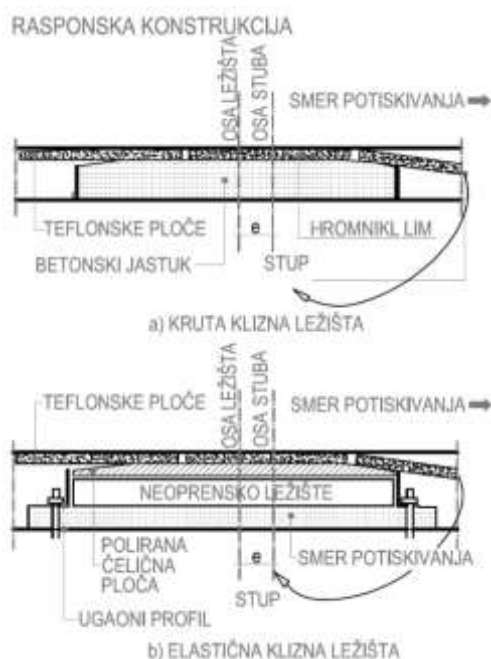 RASPONSKA KONSTRUKCIJA
OSA LEŽIŠTA
OSA STUBA
SMER POTISKIVANJA
TEFLONSKE PLOČE
e
HROMNIKL LIM
BETONSKI JASTUK
STUP
a) KRUTA KLIZNA LEŽIŠTA
OSA LEŽIŠTA
OSA STUBA
TEFLONSKE PLOČE
SMER POTISKIVANJA
NEOPRENSKO LEŽIŠTE
POLIRANA
ČELIČNA
PLOČA
e
SMER POTISKIVANJA
STUP
UGAONI PROFIL
b) ELASTIČNA KLIZNA LEŽIŠTA